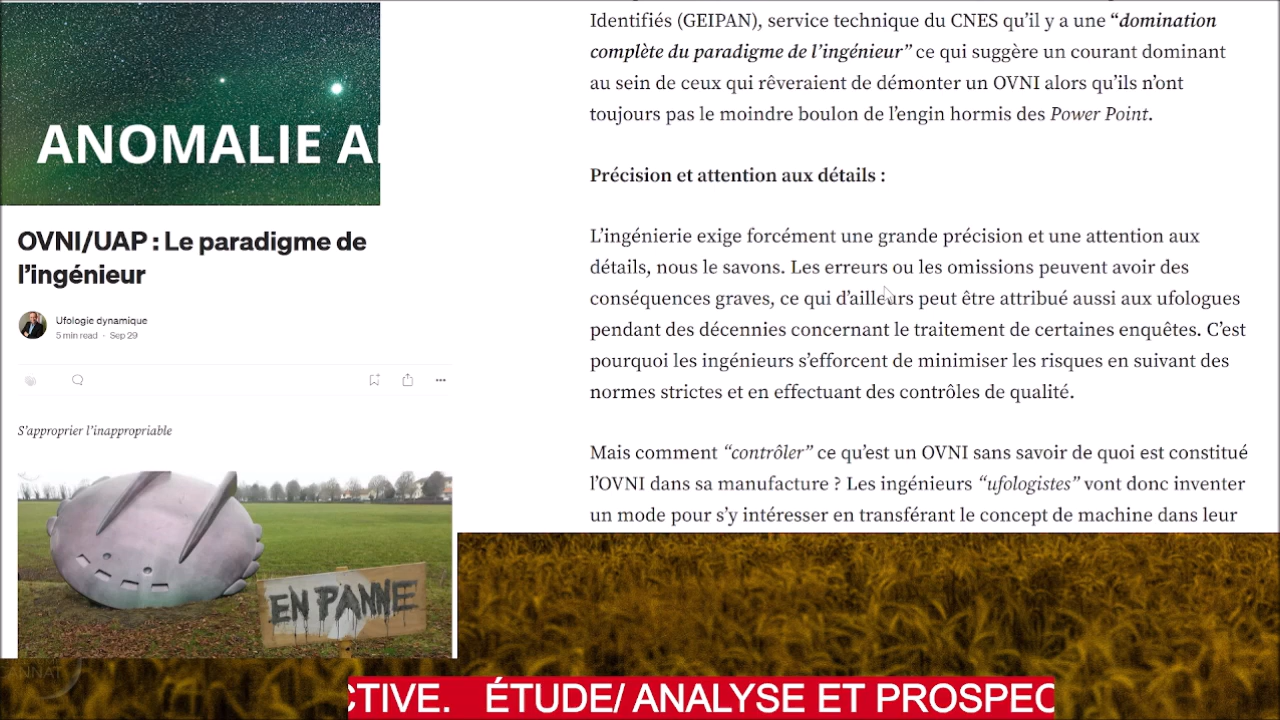 ANOMALIE
OVNI/UAP : Le paradigme de
l’ingénieur
Ufologie dynamique
5 min read · Sep 29
S’approprier l’inappropriable
EN PANNE
Identifiés (GEIPAN), service technique du CNES qu’il y a une “domination
complète du paradigme de l’ingénieur” ce qui suggère un courant dominant
au sein de ceux qui rêveraient de démonter un OVNI alors qu’ils n’ont
toujours pas le moindre boulon de l’engin hormis des Power Point.
Précision et attention aux détails :
L’ingénierie exige forcément une grande précision et une attention aux
détails, nous le savons. Les erreurs ou les omissions peuvent avoir des
conséquences graves, ce qui d’ailleurs peut être attribué aussi aux ufologues
pendant des décennies concernant le traitement de certaines enquêtes. C’est
pourquoi les ingénieurs s’efforcent de minimiser les risques en suivant des
normes strictes et en effectuant des contrôles de qualité.
Mais comment “contrôler” ce qu’est un OVNI sans savoir de quoi est constitué
l’OVNI dans sa manufacture ? Les ingénieurs “ufologistes” vont donc inventer
un mode pour s’y intéresser en transférant le concept de machine dans leur
CTIVE. ÉTUDE/ ANALYSE ET PROSPEC